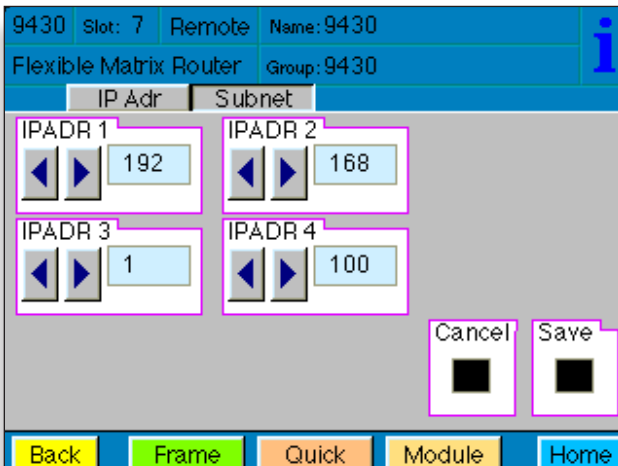 9430 Slot: 7 Remote Name: 9430
Flexible Matrix Router Group: 9430
i
IP Adr Subnet
IPADR 1 IPADR 2
192 168
IPADR 3 IPADR 4
1 100
Cancel Save
Back Frame Quick Module Home